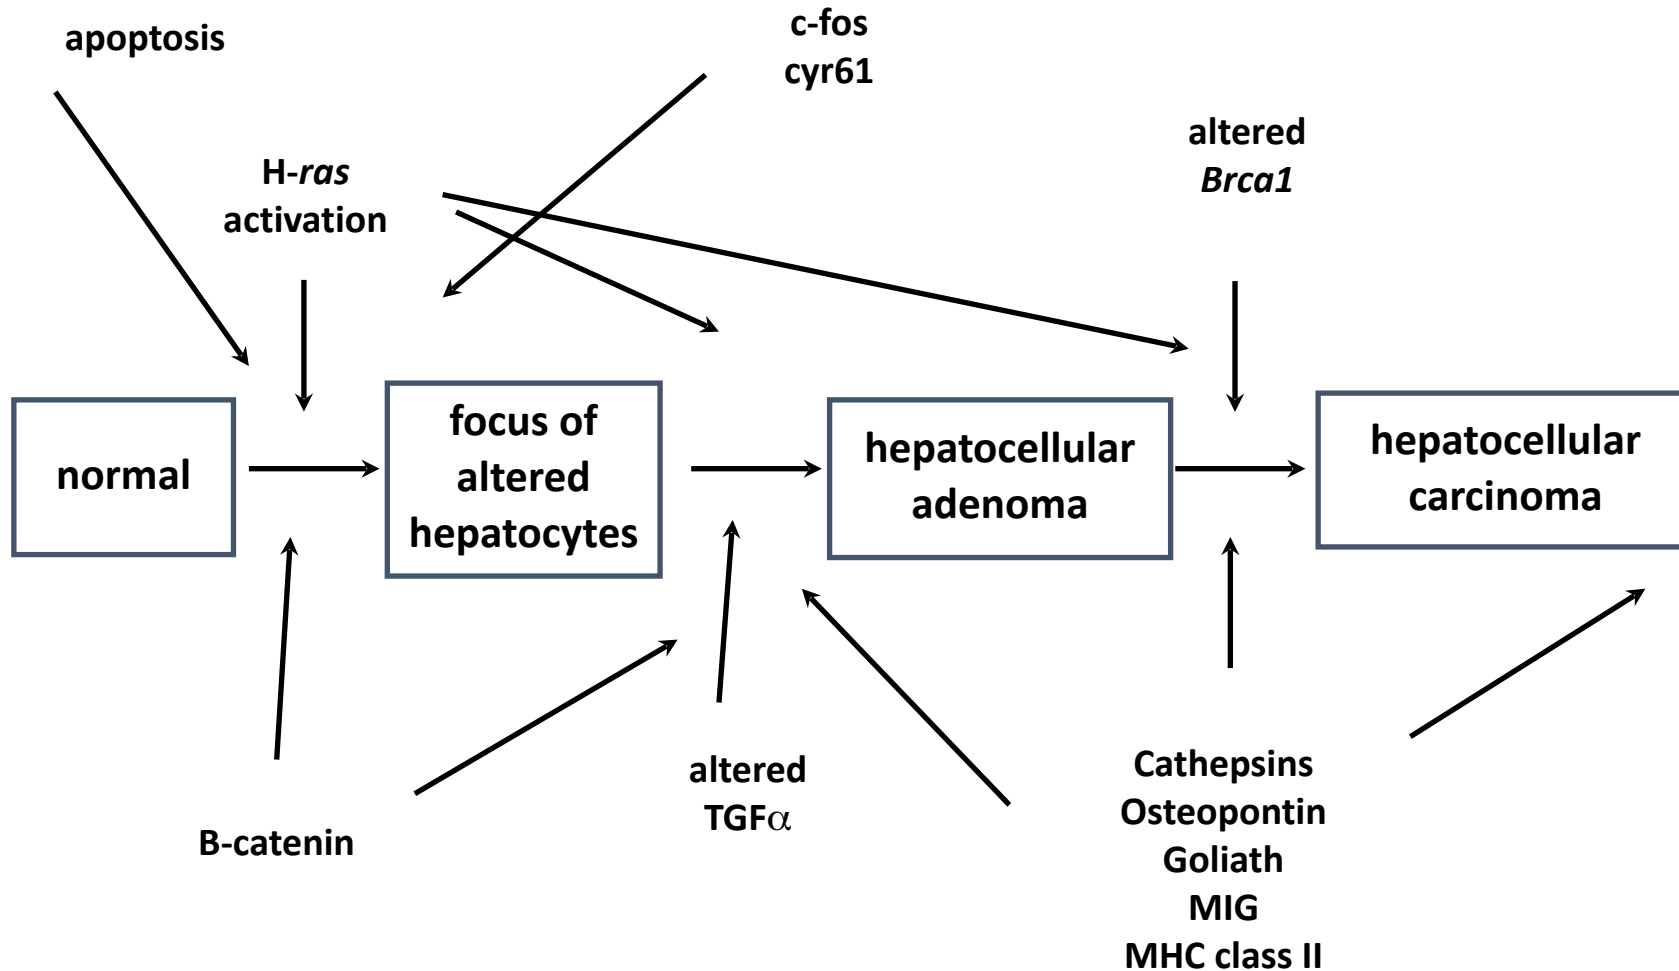 apoptosis
c-fos
cyr61
altered
Brca1
H-ras
activation
normal
focus of
altered
hepatocytes
hepatocellular
adenoma
hepatocellular
carcinoma
B-catenin
altered
TGFα
Cathepsins
Osteopontin
Goliath
MIG
MHC class II